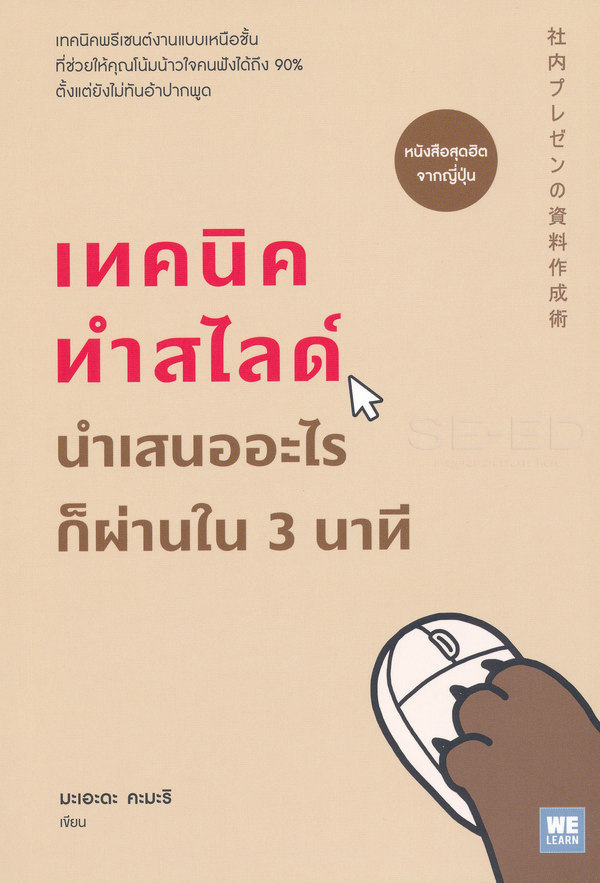 เทคนิคพรีเซนต์งานแบบเหนือชั้น
ที่ช่วยให้คุณโน้มน้าวใจคนฟังได้ถึง 90%
ตั้งแต่ยังไม่ทันอ้าปากพูด
社内プレゼンの資料作成術
หนังสือสุดฮิต
จากญี่ปุ่น
เทคนิค
ทำสไลด์
นำเสนออะไร
ก็ผ่านใน 3 นาที
SE-ED
มะเอะดะ คะมะริ
เขียน
WE
LEARN